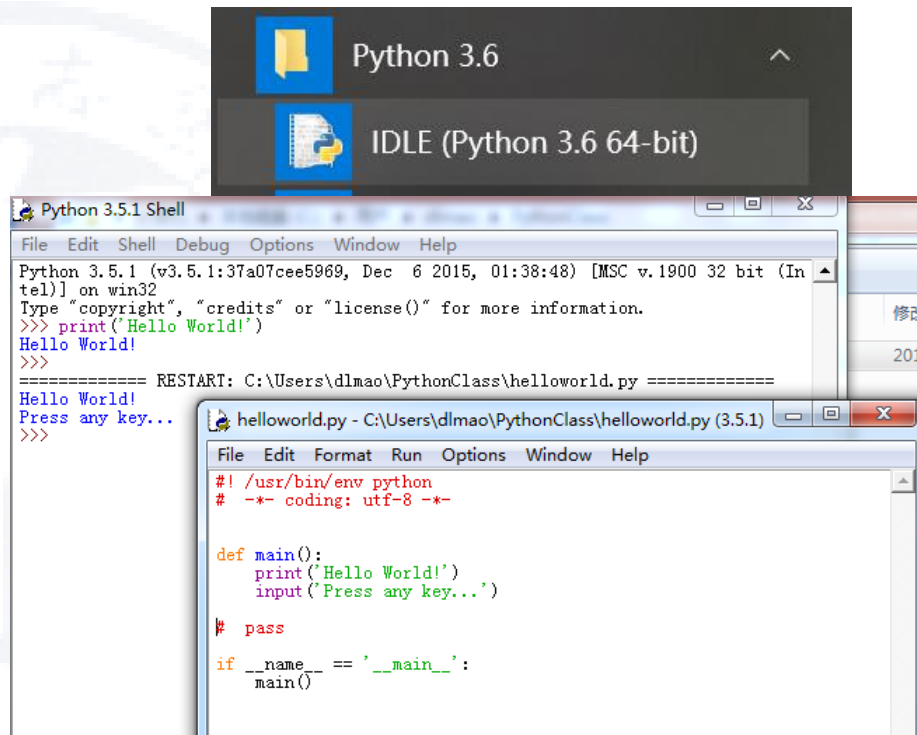 Python 3.6
IDLE (Python 3.6 64-bit)
Python 3.5.1 Shell
File Edit Shell Debug Options Window Help
Python 3.5.1 (v3.5.1:37a07cee5969, Dec  6 2015, 01:38:48) [MSC v.1900 32 bit (In
tel)] on win32
Type "copyright", "credits" or "license()" for more information.
>>> print('Hello World!')
Hello World!
>>>
============= RESTART: C:\Users\dlmao\PythonClass\helloworld.py =============
Hello World!
Press any key...
>>>
修改
201
helloworld.py - C:\Users\dlmao\PythonClass\helloworld.py (3.5.1)
File Edit Format Run Options Window Help
#! /usr/bin/env python
#  -*- coding: utf-8 -*-
def main():
    print('Hello World!')
    input('Press any key...')
#  pass
if __name__ == '__main__':
    main()